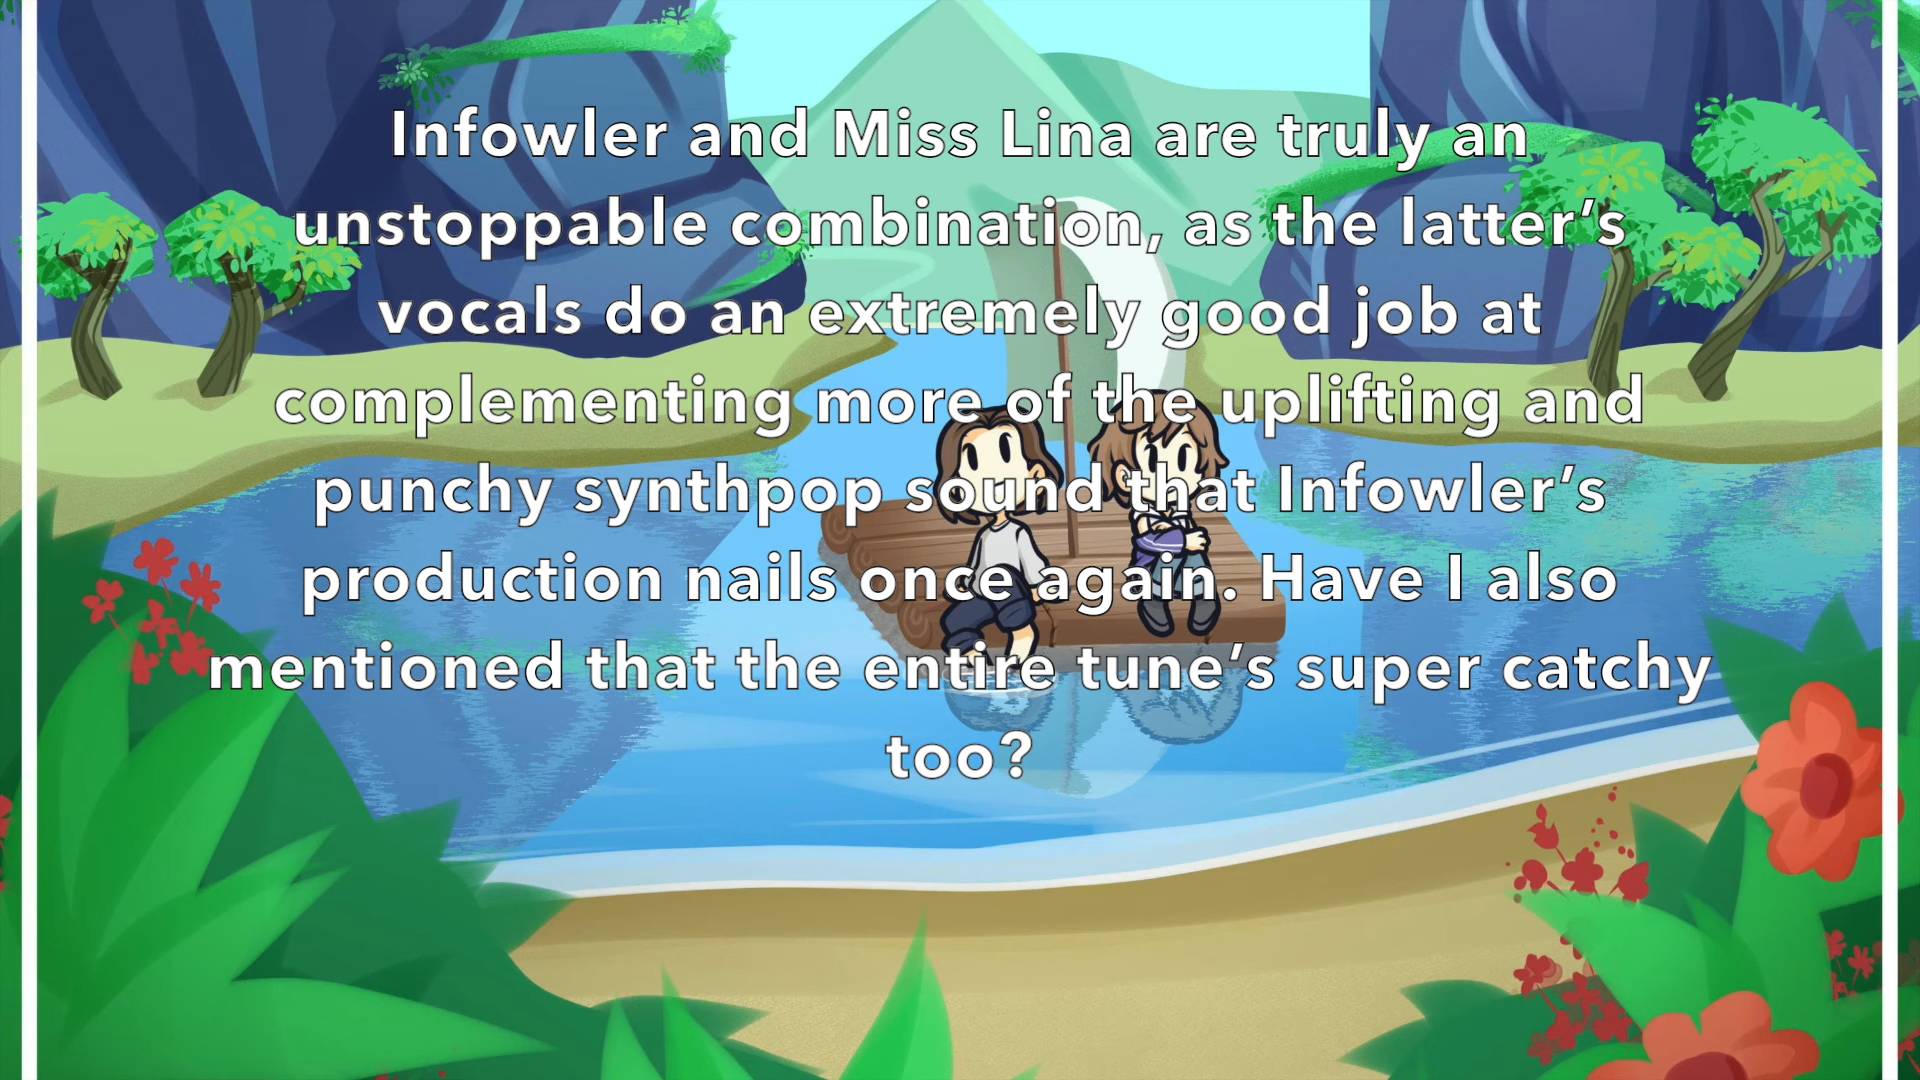 Infowler and Miss Lina are truly an
unstoppable combination, as the latter’s
vocals do an extremely good job at
complementing more of the uplifting and
punchy synthpop sound that Infowler’s
production nails once again. Have I also
mentioned that the entire tune’s super catchy
too?